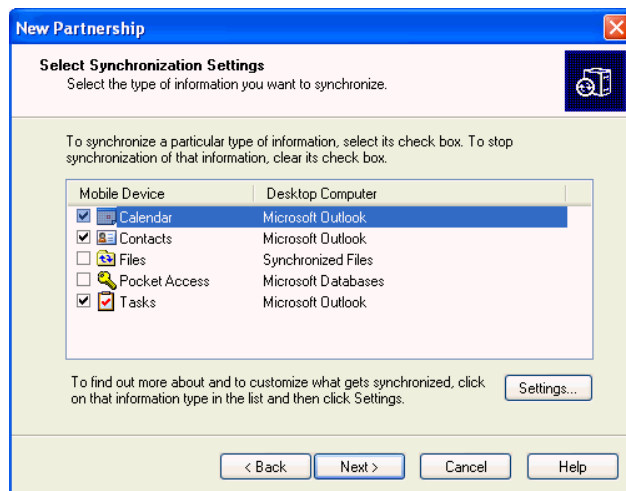 New Partnership
Select Synchronization Settings
Select the type of information you want to synchronize.
To synchronize a particular type of information, select its check box. To stop
synchronization of that information, clear its check box.
Mobile Device Desktop Computer
Calendar Microsoft Outlook
Contacts Microsoft Outlook
Files Synchronized Files
Pocket Access Microsoft Databases
Tasks Microsoft Outlook
To find out more about and to customize what gets synchronized, click
on that information type in the list and then click Settings.
Settings...
< Back Next > Cancel Help